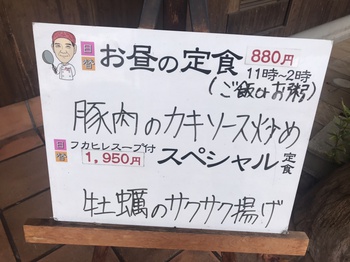 日替 お昼の定食 880円
11時〜2時
(ご飯orお粥)
豚肉のカキソース炒め
日替 フカヒレスープ付 1,950円 スペシャル定食
牡蠣のサクサク揚げ